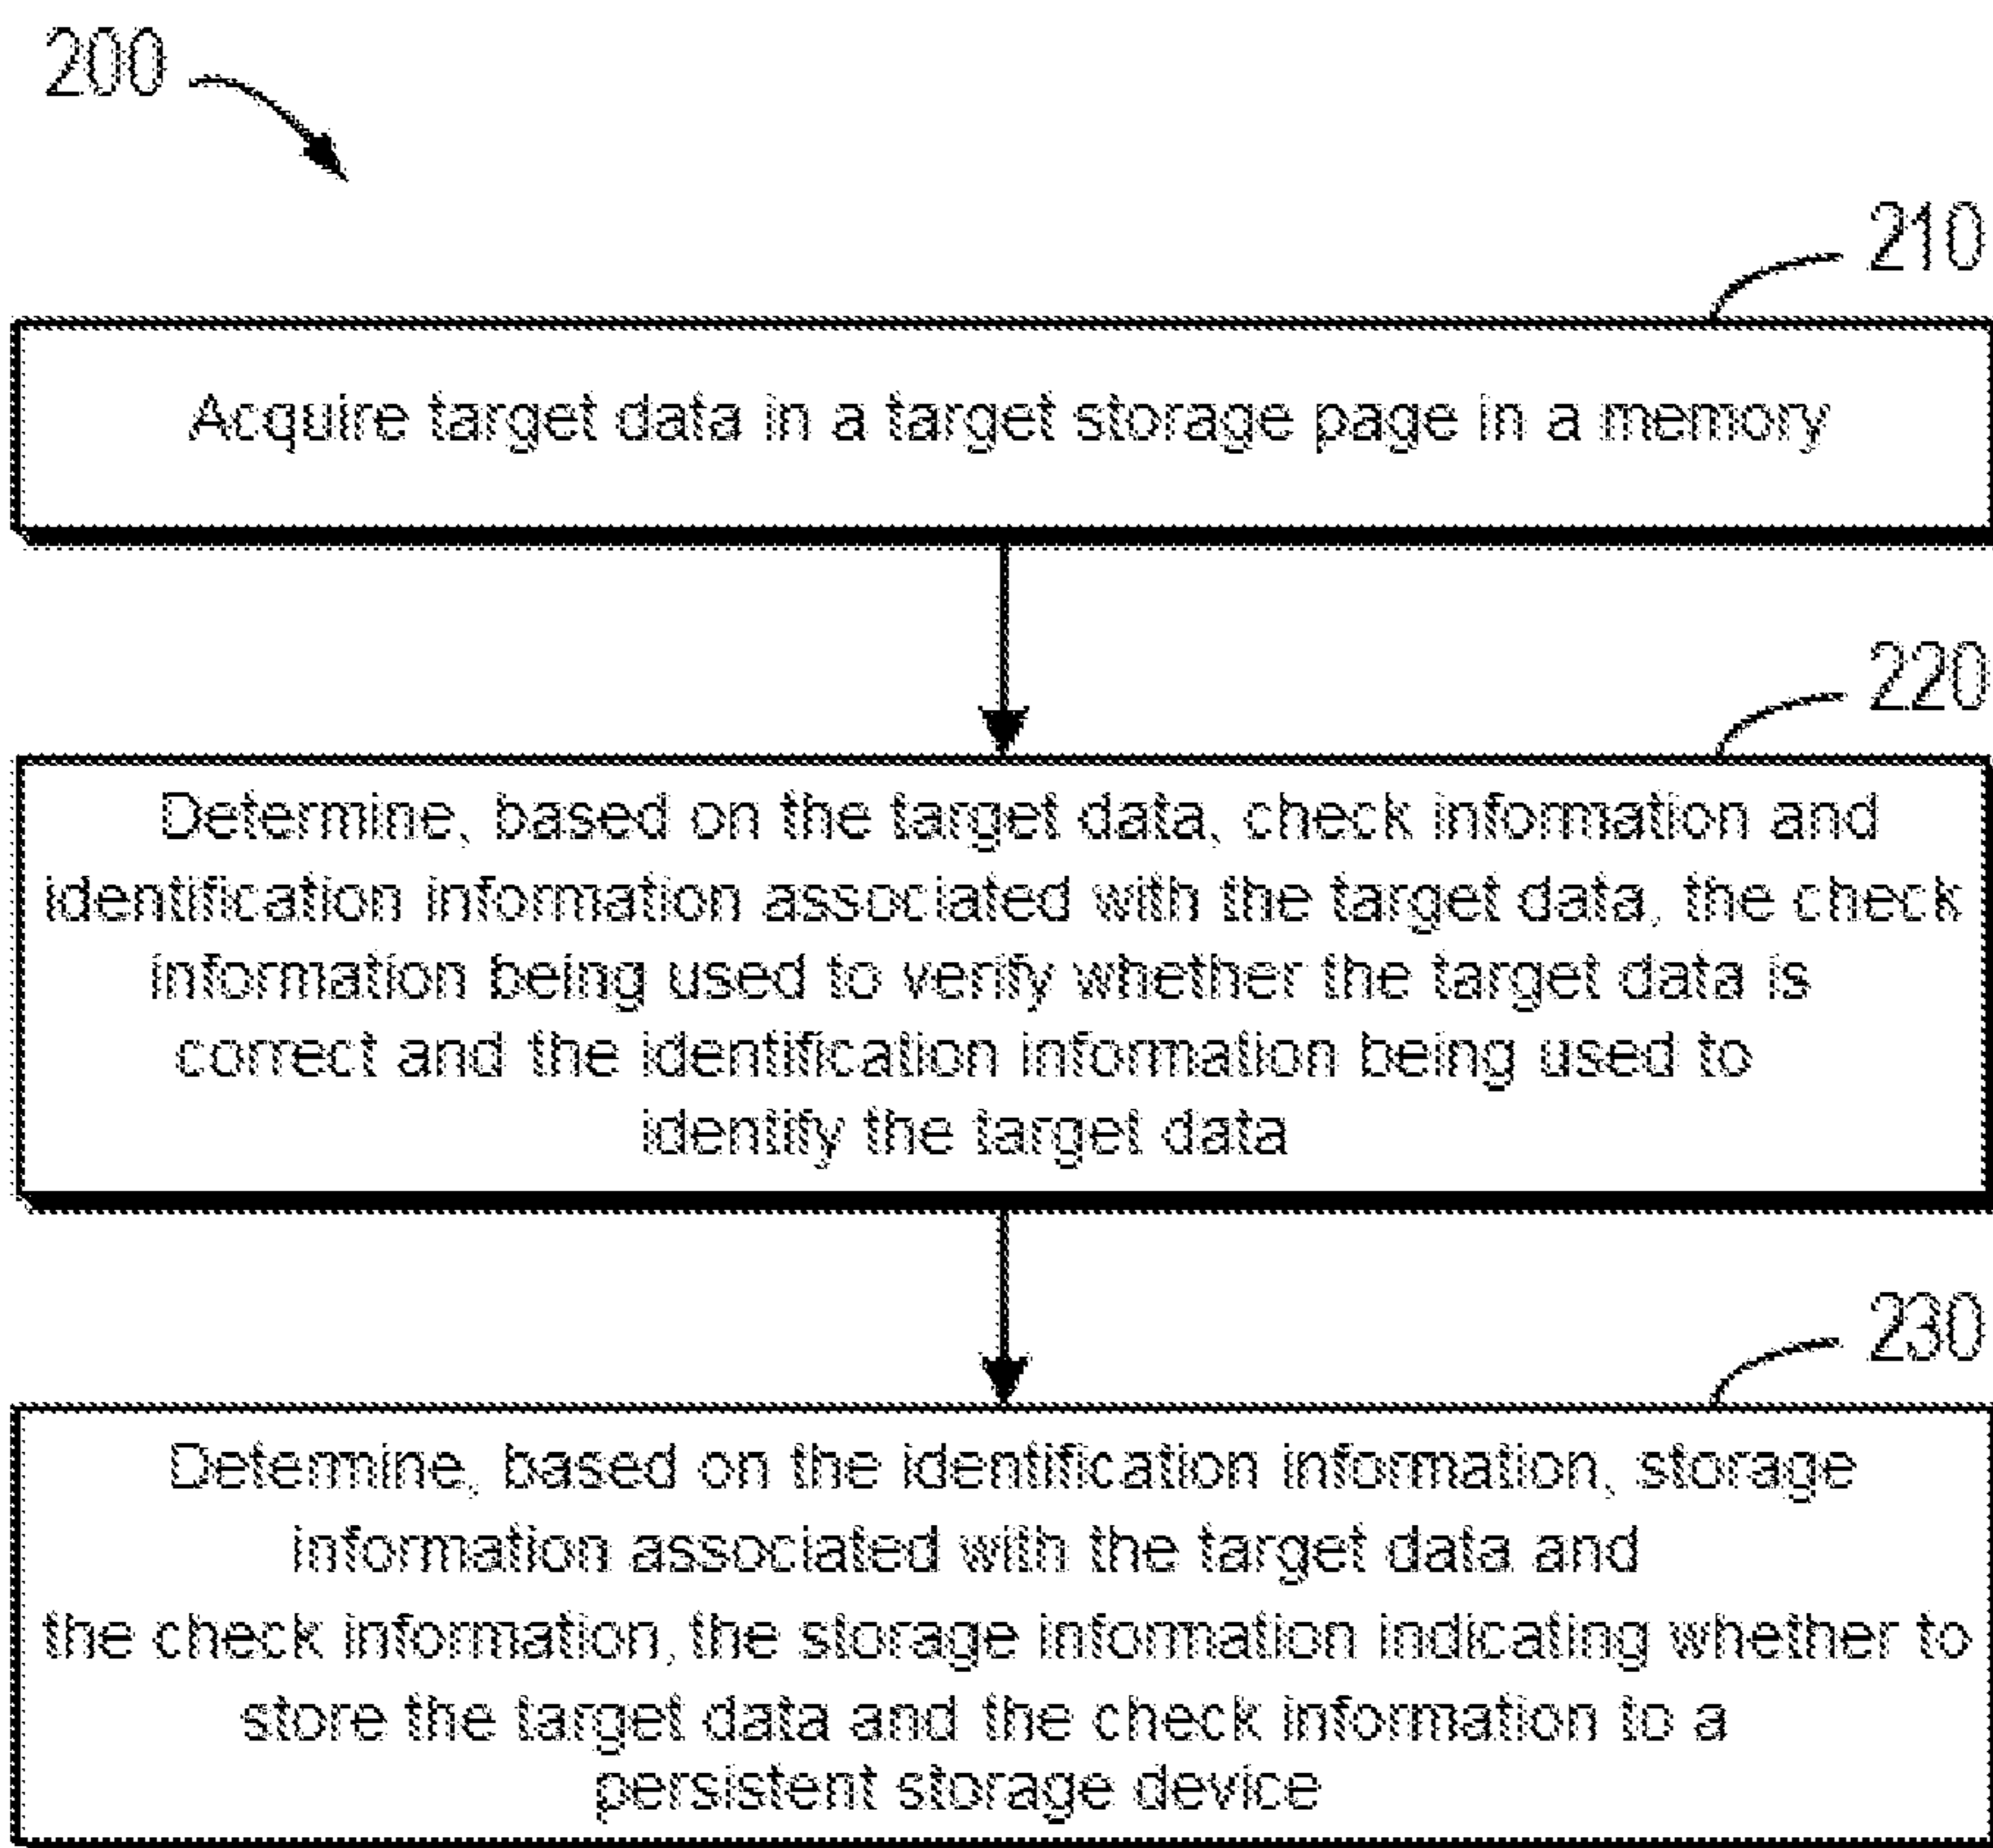 200
210
Acquire target data in a target storage page in a memory
220
Determine, based on the target data, check information and
identification information associated with the target data, the check
information being used to verify whether the target data is
correct and the identification information being used to
identify the target data
230
Determine, based on the identification information, storage
information associated with the target data and
the check information, the storage information indicating whether to
store the target data and the check information to a
persistent storage device